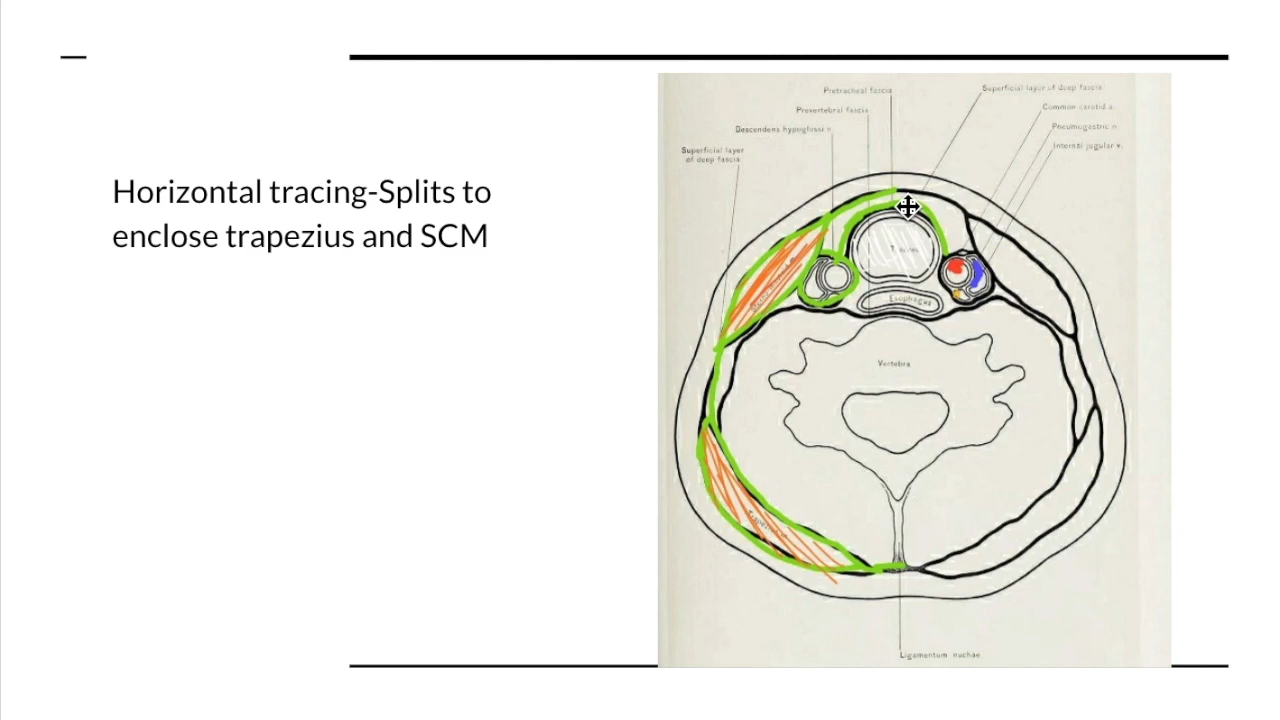 Horizontal tracing-Splits to
enclose trapezius and SCM
Pretracheal fascia
Prevertebral fascia
Descendens hypoglossi n
Superficial layer
of deep fascia
Superficial layer of deep fascia
Common carotid a.
Pneumogastric n
Internal jugular v.
Esophagus
Vertebra
Ligamentum nuchae